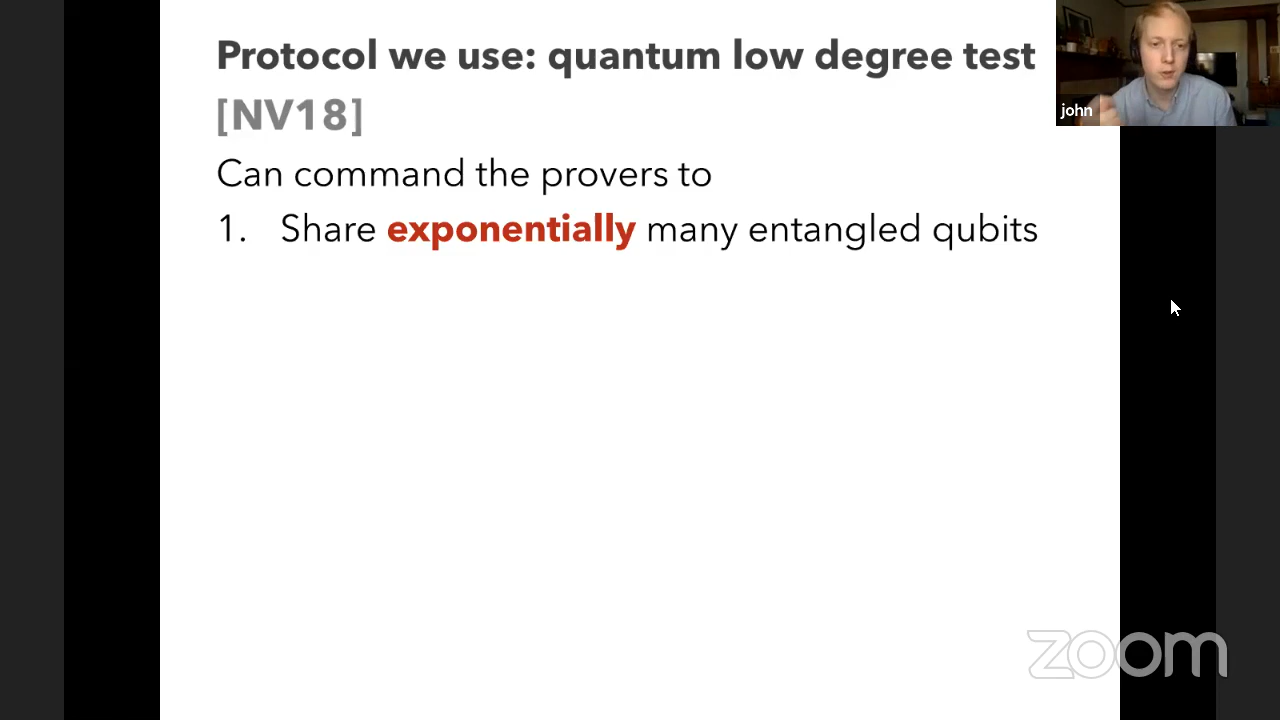 Protocol we use: quantum low degree test
[NV18]
Can command the provers to
1. Share exponentially many entangled qubits
john
zoom